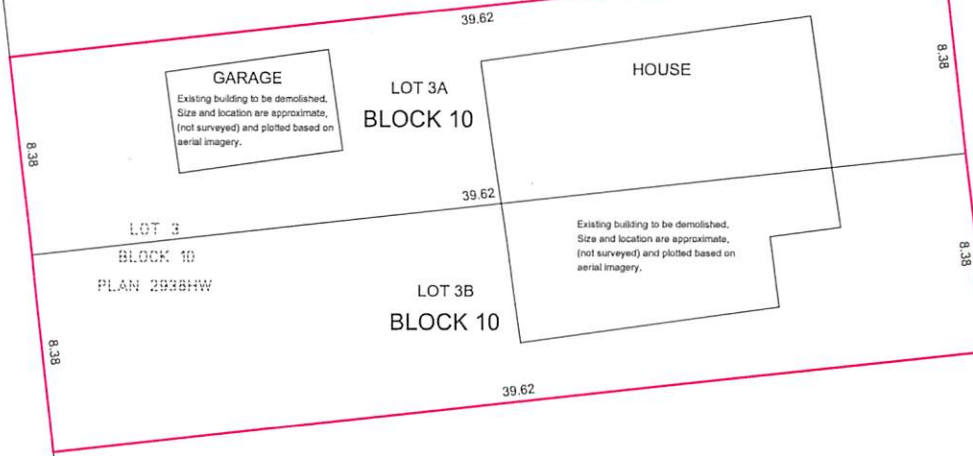 39.62
GARAGE
Existing building to be demolished.
Size and location are approximate,
(not surveyed) and plotted based on
aerial imagery.
LOT 3A
BLOCK 10
HOUSE
8.38
8.38
39.62
LOT 3
BLOCK 10
PLAN 2938HW
Existing building to be demolished.
Size and location are approximate,
(not surveyed) and plotted based on
aerial imagery.
LOT 3B
BLOCK 10
8.38
8.38
39.62